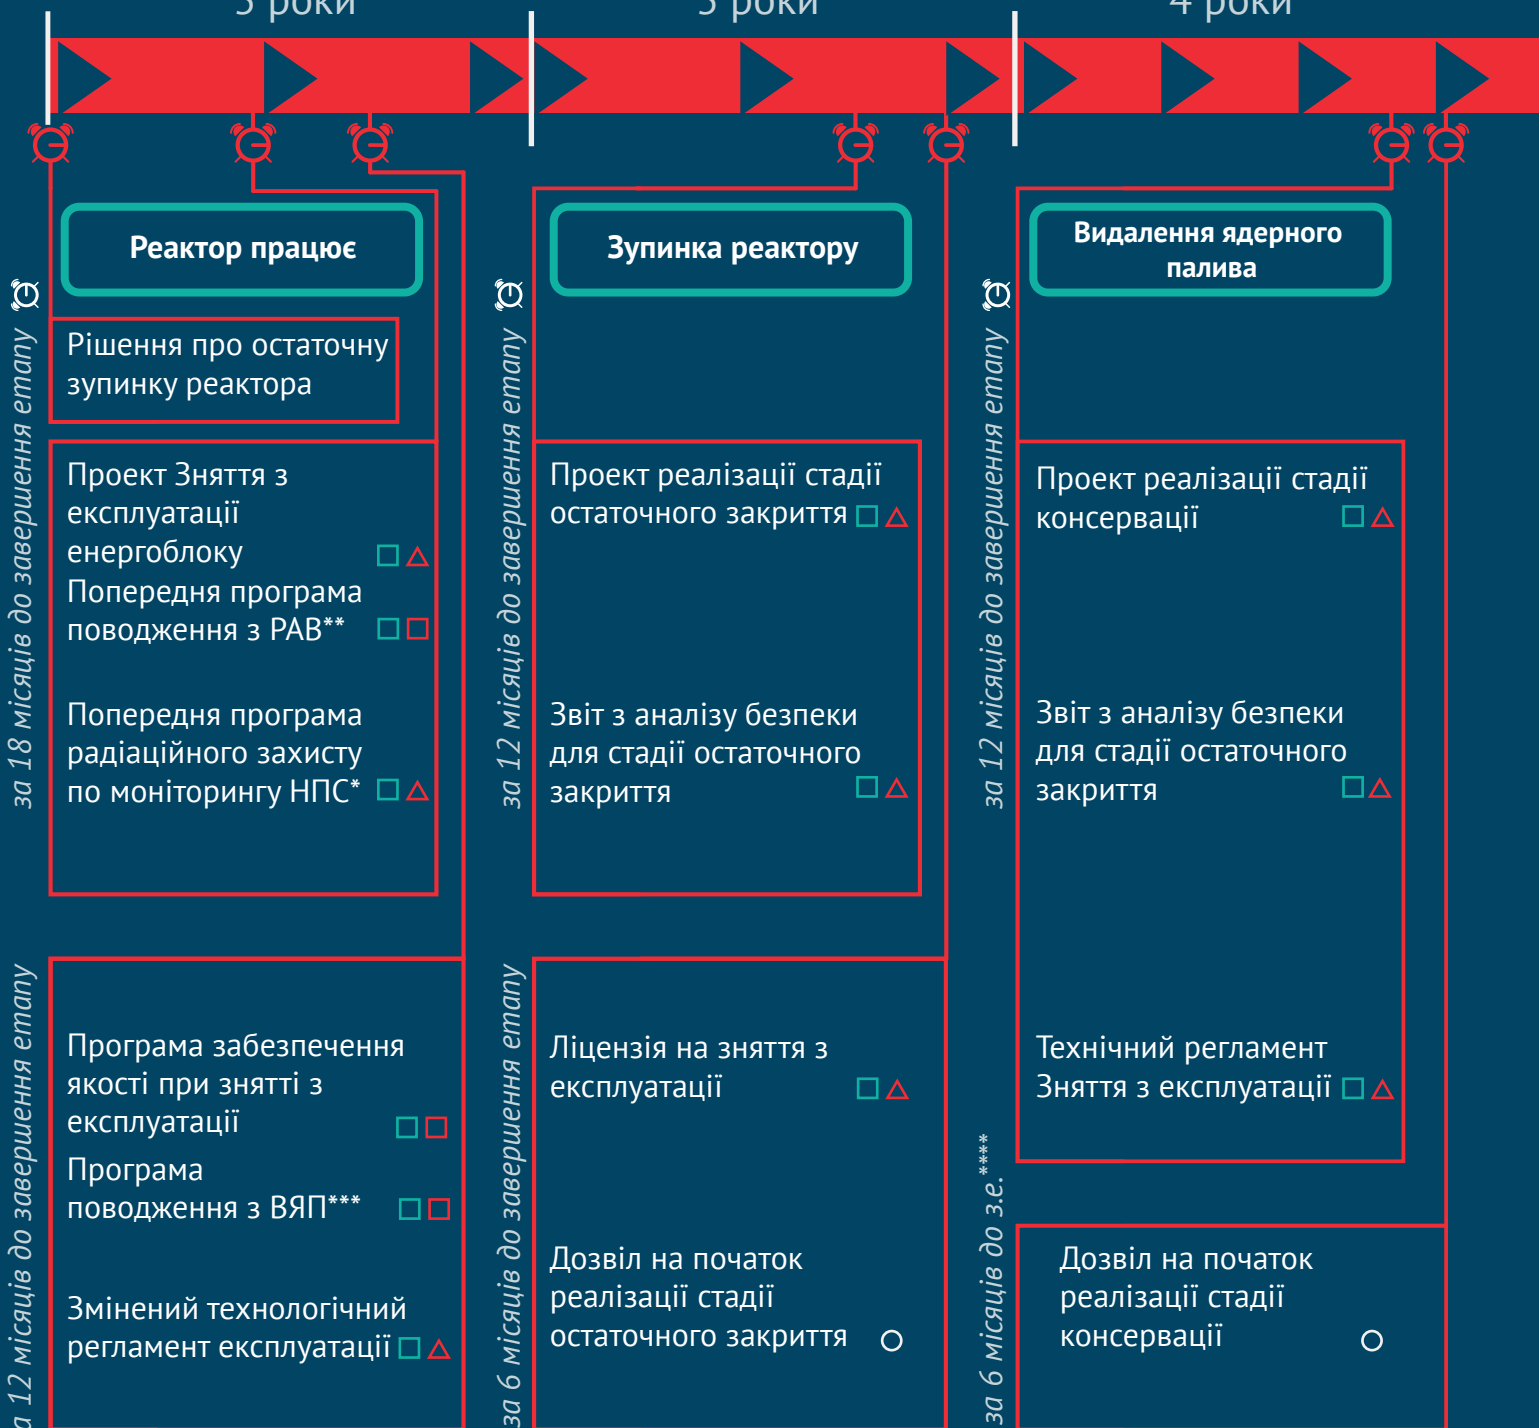 роки
роки
4 роки
Реактор працює
за 18 місяців до завершення етапу
Рішення про остаточну
зупинку реактора
Проект Зняття з
експлуатації
енергоблоку
Попередня програма
поводження з РАВ**
Попередня програма
радіаційного захисту
по моніторингу НПС*
12 місяців до завершення етапу
Програма забезпечення
якості при знятті з
експлуатації
Програма
поводження з ВЯП***
Змінений технологічний
регламент експлуатації
Зупинка реактору
за 12 місяців до завершення етапу
Проект реалізації стадії
остаточного закриття
Звіт з аналізу безпеки
для стадії остаточного
закриття
за 6 місяців до завершення етапу
Ліцензія на зняття з
експлуатації
Дозвіл на початок
реалізації стадії
остаточного закриття
Видалення ядерного
палива
за 12 місяців до завершення етапу
Проект реалізації стадії
консервації
Звіт з аналізу безпеки
для стадії остаточного
закриття
Технічний регламент
Зняття з експлуатації
за 6 місяців до з.е.****
Дозвіл на початок
реалізації стадії
консервації